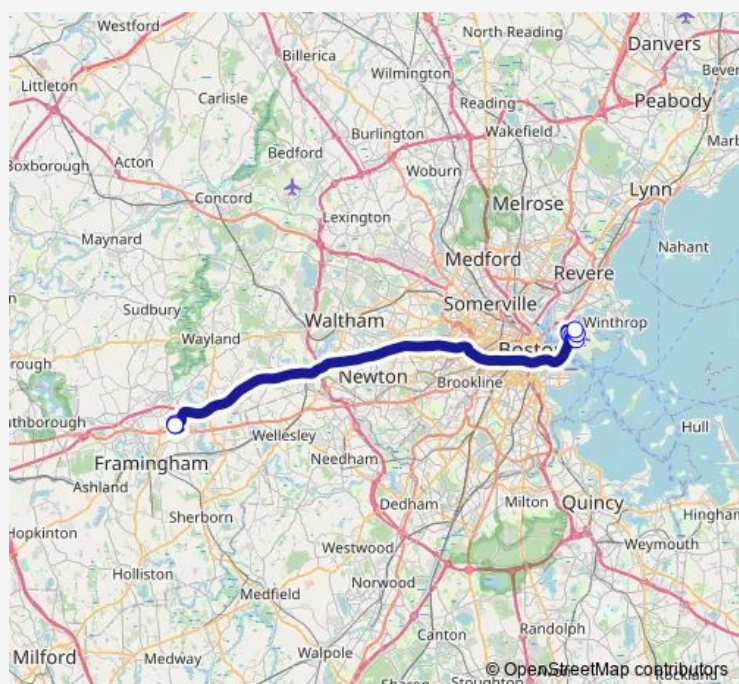 North Reading
Westford
Danvers
Billerica
Wilmington
Littleton
Carlisle
Reading
Peabody
Burlington
Wakefield
Boxborough
Acton
Bedford
Woburn
Lynn
Concord
Lexington
Melrose
Maynard
Medford
Nahant
Revere
Sudbury
Somerville
Winthrop
Waltham
Wayland
Newton
Brookline
Wellesley
Hull
Framingham
Needham
Ashland
Quincy
Sherborn
Dedham
Milton
Hingham
Hopkinton
Westwood
Weymouth
Holliston
Norwood
Medfield
Randolph
Canton
Milford
Medway
Walpole
© OpenStreetMap contributors